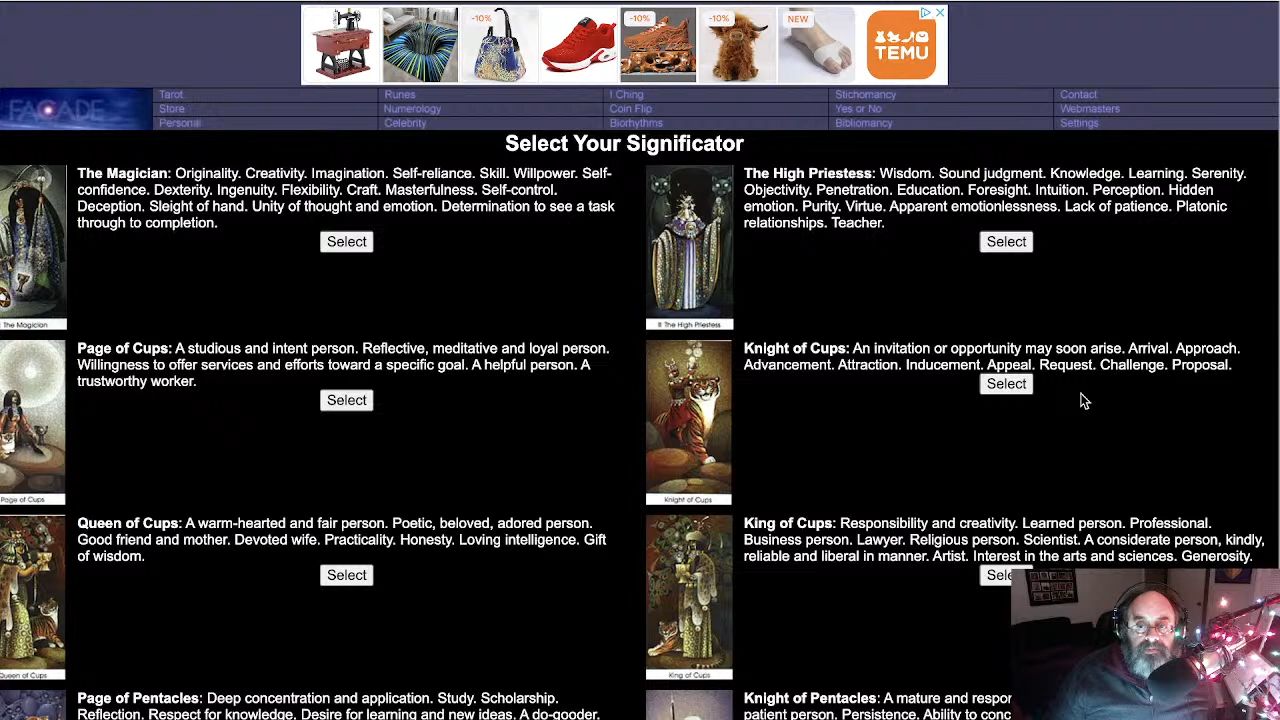 -10%
-10%
-10%
NEW
TEMU
FACADE
Tarot
Runes
I Ching
Stichomancy
Contact
Store
Numerology
Coin Flip
Yes or No
Webmasters
Personal
Celebrity
Biorhythms
Bibliomancy
Settings
Select Your Significator
The Magician: Originality. Creativity. Imagination. Self-reliance. Skill. Willpower. Self-
confidence. Dexterity. Ingenuity. Flexibility. Craft. Masterfulness. Self-control.
Deception. Sleight of hand. Unity of thought and emotion. Determination to see a task
through to completion.
Select
The Magician
The High Priestess: Wisdom. Sound judgment. Knowledge. Learning. Serenity.
Objectivity. Penetration. Education. Foresight. Intuition. Perception. Hidden
emotion. Purity. Virtue. Apparent emotionlessness. Lack of patience. Platonic
relationships. Teacher.
Select
II The High Priestess
Page of Cups: A studious and intent person. Reflective, meditative and loyal person.
Willingness to offer services and efforts toward a specific goal. A helpful person. A
trustworthy worker.
Select
Page of Cups
Knight of Cups: An invitation or opportunity may soon arise. Arrival. Approach.
Advancement. Attraction. Inducement. Appeal. Request. Challenge. Proposal.
Select
Knight of Cups
Queen of Cups: A warm-hearted and fair person. Poetic, beloved, adored person.
Good friend and mother. Devoted wife. Practicality. Honesty. Loving intelligence. Gift
of wisdom.
Select
Queen of Cups
King of Cups: Responsibility and creativity. Learned person. Professional.
Business person. Lawyer. Religious person. Scientist. A considerate person, kindly,
reliable and liberal in manner. Artist. Interest in the arts and sciences. Generosity.
Sele
King of Cups
Page of Pentacles: Deep concentration and application. Study. Scholarship.
Reflection. Respect for knowledge. Desire for learning and new ideas. A do-gooder.
Knight of Pentacles: A mature and respor
patient person. Persistence. Ability to conc